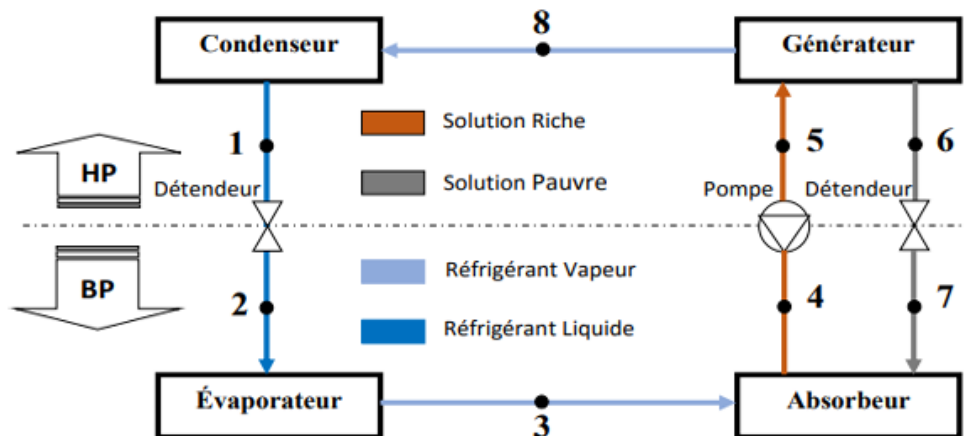 8
Condenseur
Générateur
Solution Riche
1
5
6
HP
Détendeur
Solution Pauvre
Pompe
Détendeur
Réfrigérant Vapeur
BP
2
4
7
Réfrigérant Liquide
Évaporateur
Absorbeur
3